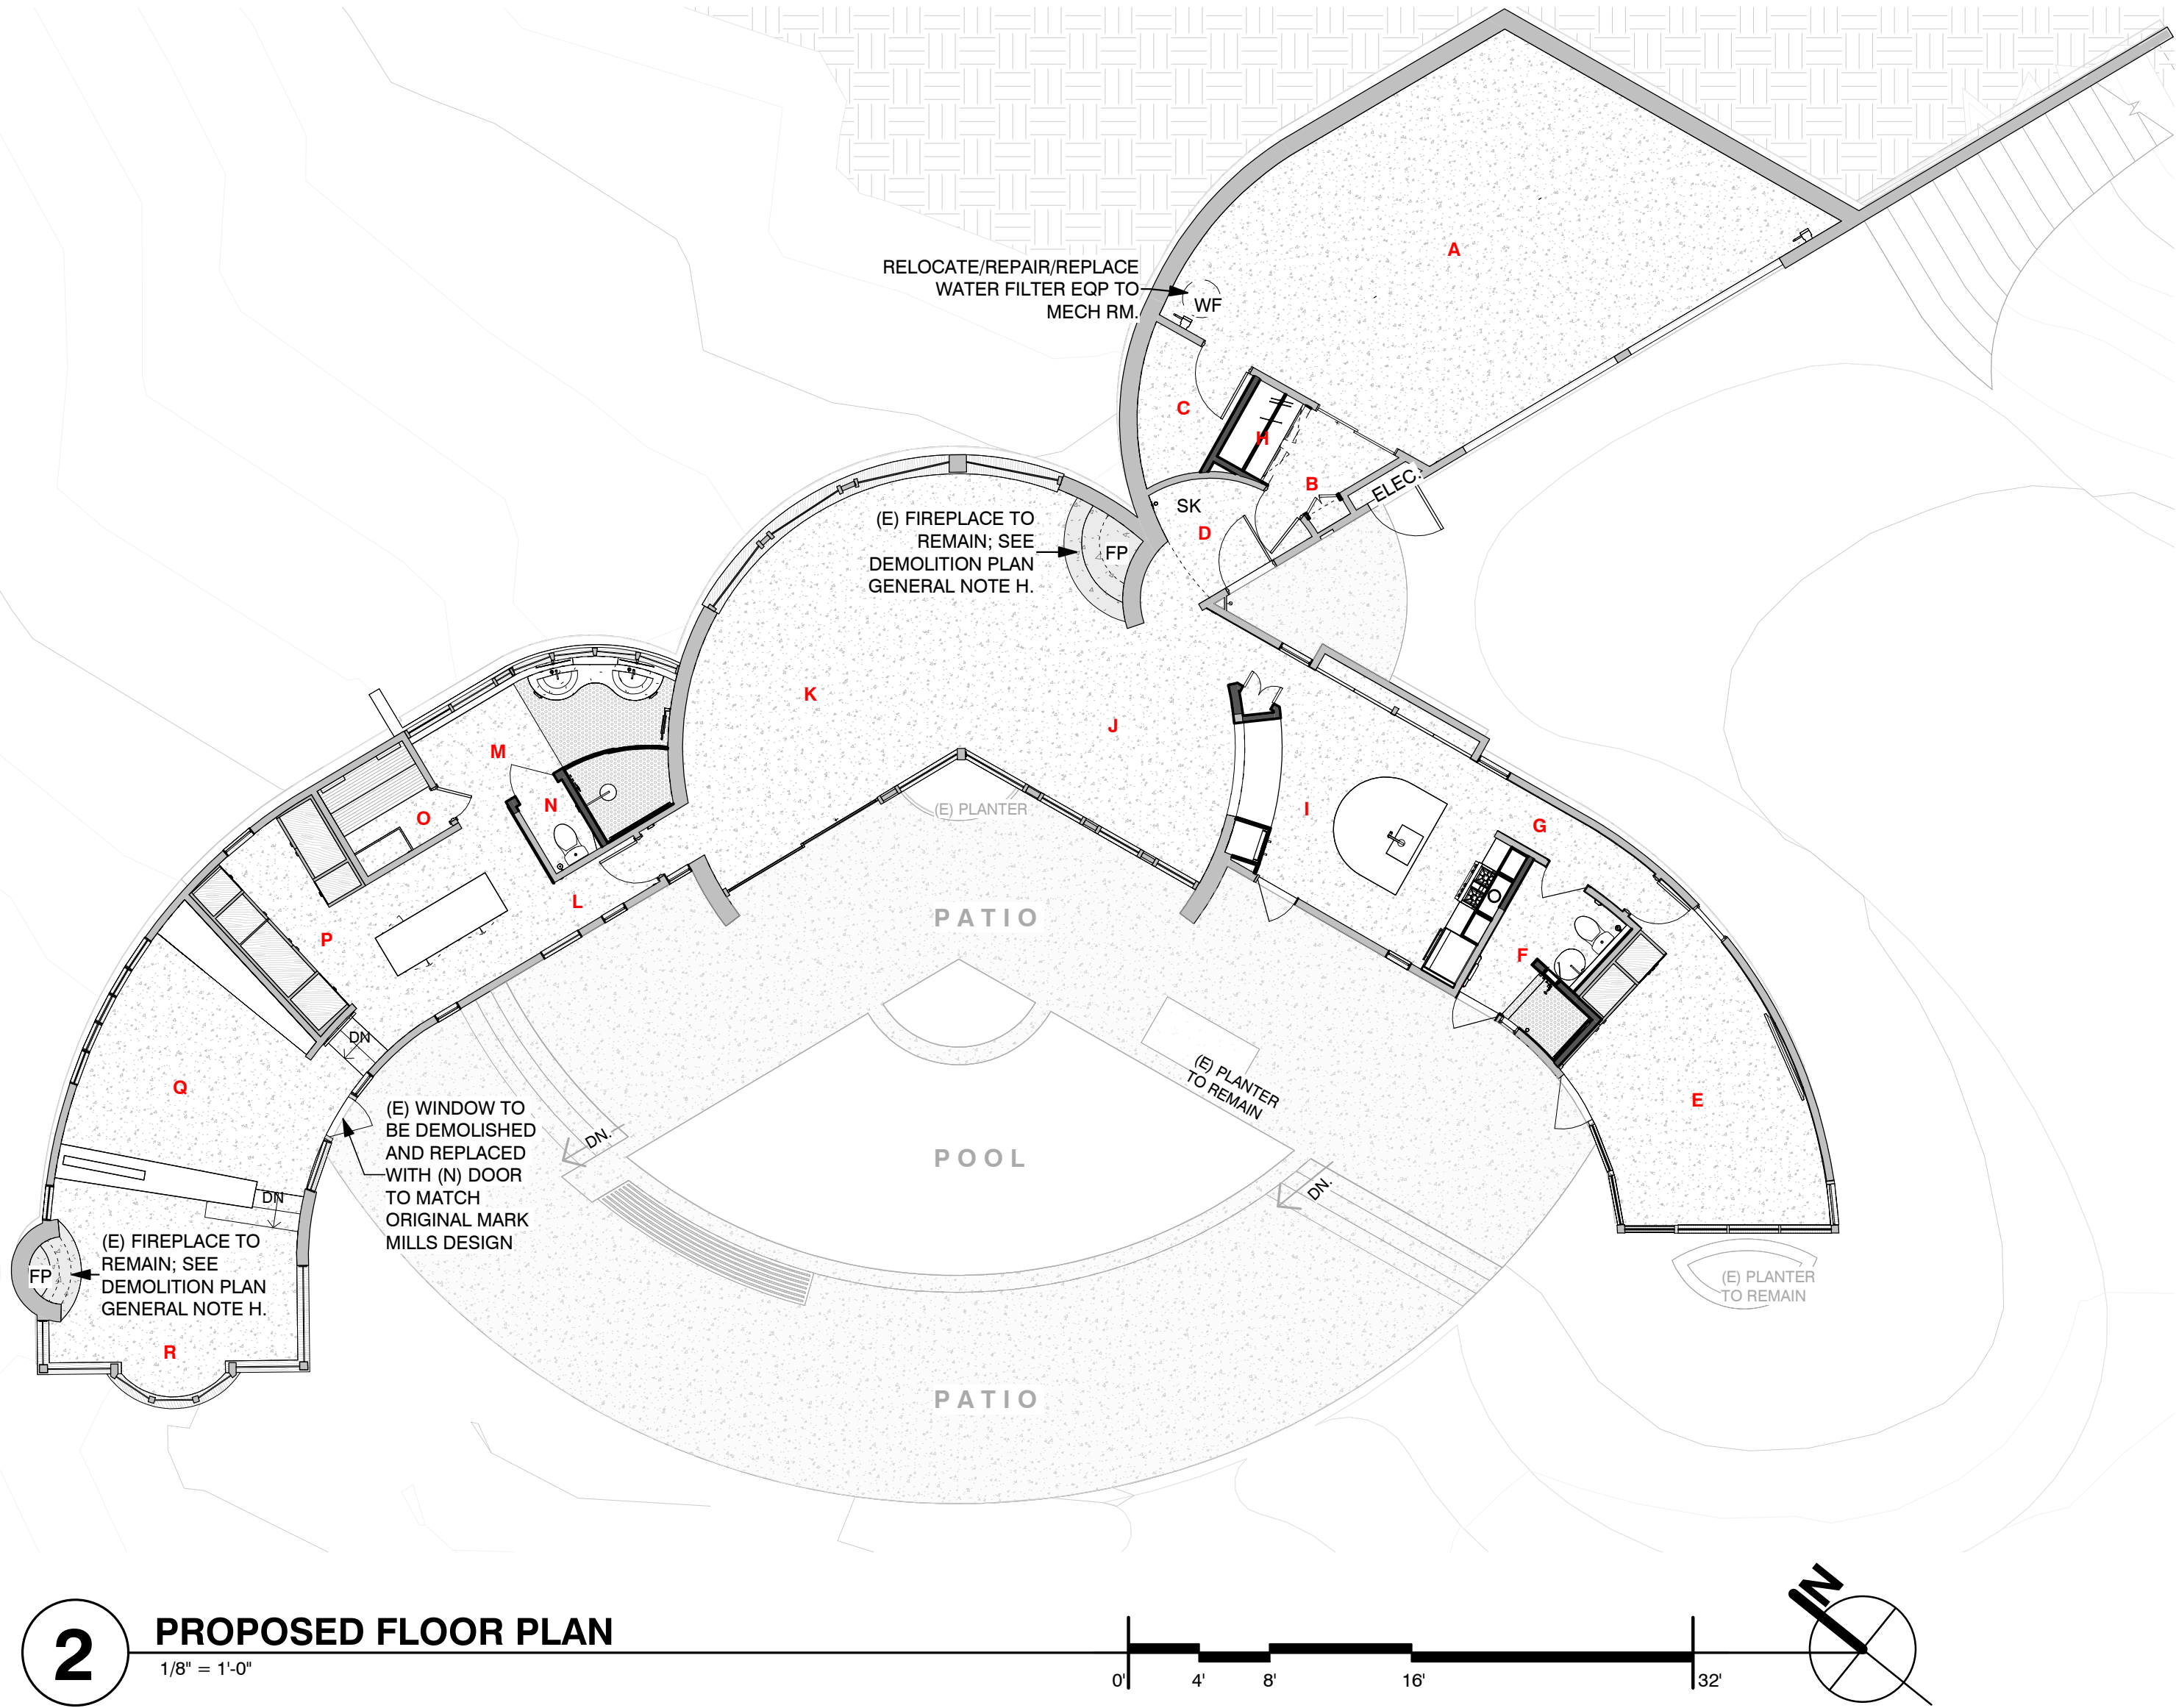 A
RELOCATE/REPAIR/REPLACE
WATER FILTER EQP TO
MECH RM.
WF
C
H
B
ELEC.
SK
D
(E) FIREPLACE TO
REMAIN; SEE
DEMOLITION PLAN
GENERAL NOTE H.
FP
K
J
M
N
O
L
P
(E) PLANTER
I
G
F
PATIO
DN
Q
E
(E) PLANTER
TO REMAIN
(E) WINDOW TO
BE DEMOLISHED
AND REPLACED
WITH (N) DOOR
TO MATCH
ORIGINAL MARK
MILLS DESIGN
DN.
POOL
DN.
DN
(E) FIREPLACE TO
REMAIN; SEE
DEMOLITION PLAN
GENERAL NOTE H.
FP
R
(E) PLANTER
TO REMAIN
PATIO
2
PROPOSED FLOOR PLAN
1/8" = 1'-0"
0'
4'
8'
16'
32'
N